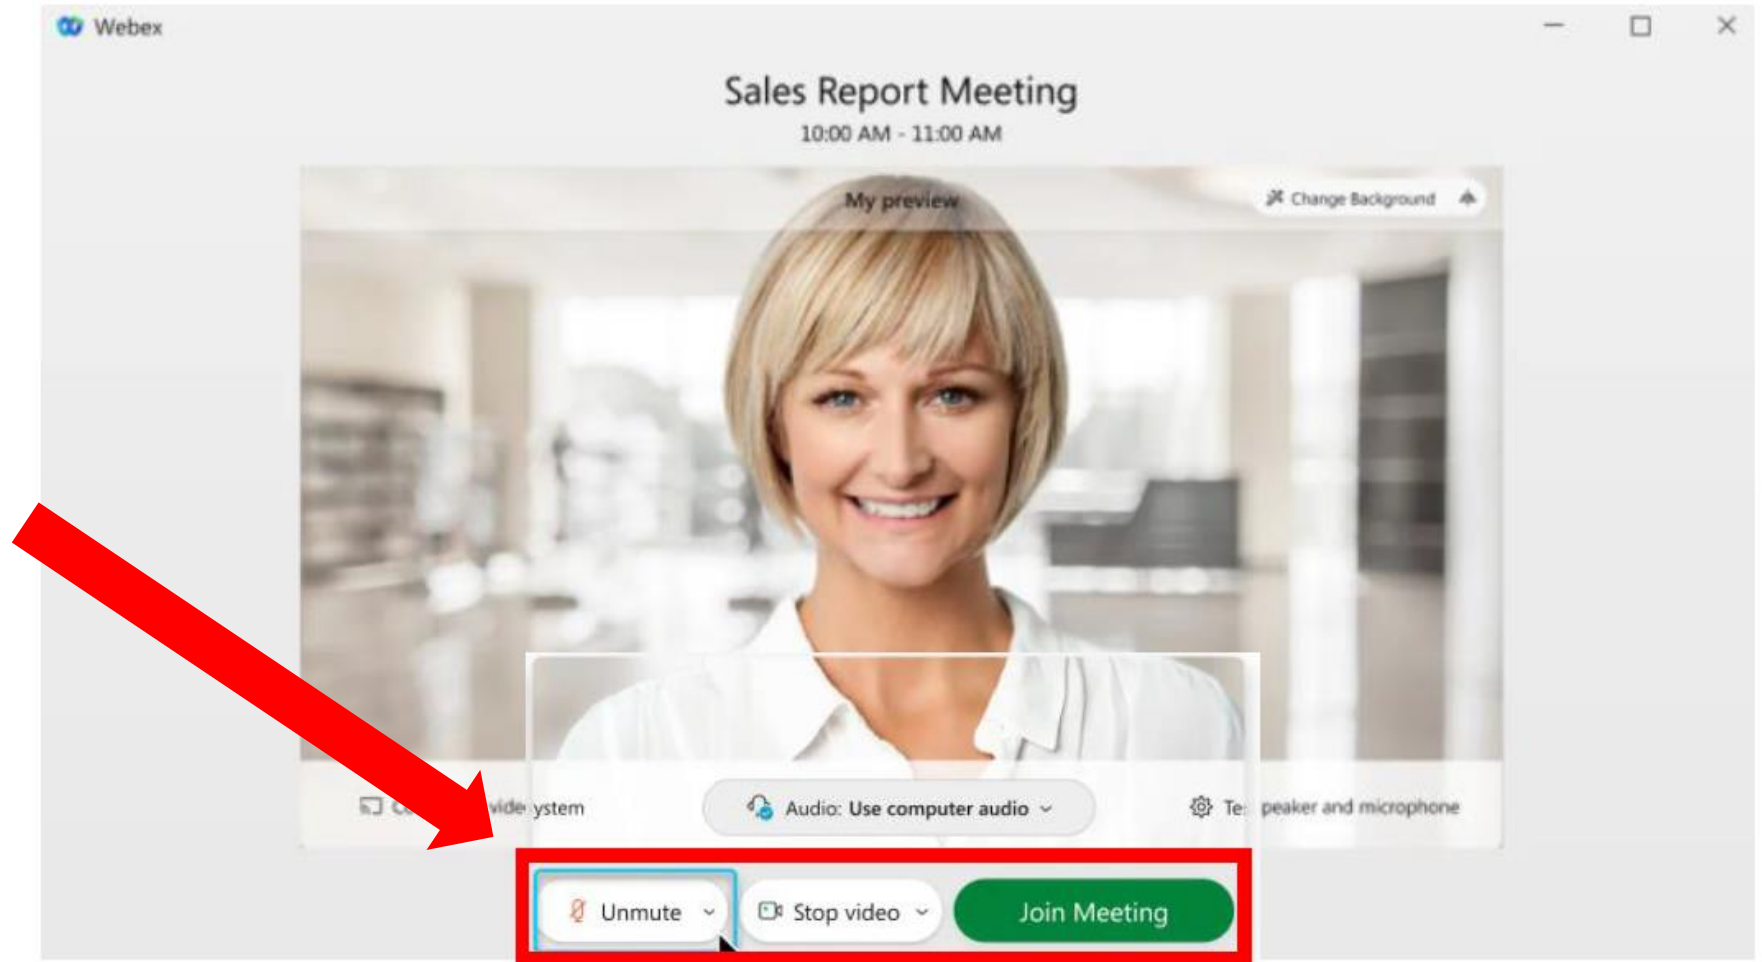 Webex
Sales Report Meeting
10:00 AM - 11:00 AM
My preview
Change Background
ystem
Audio: Use computer audio
peaker and microphone
Unmute
Stop video
Join Meeting